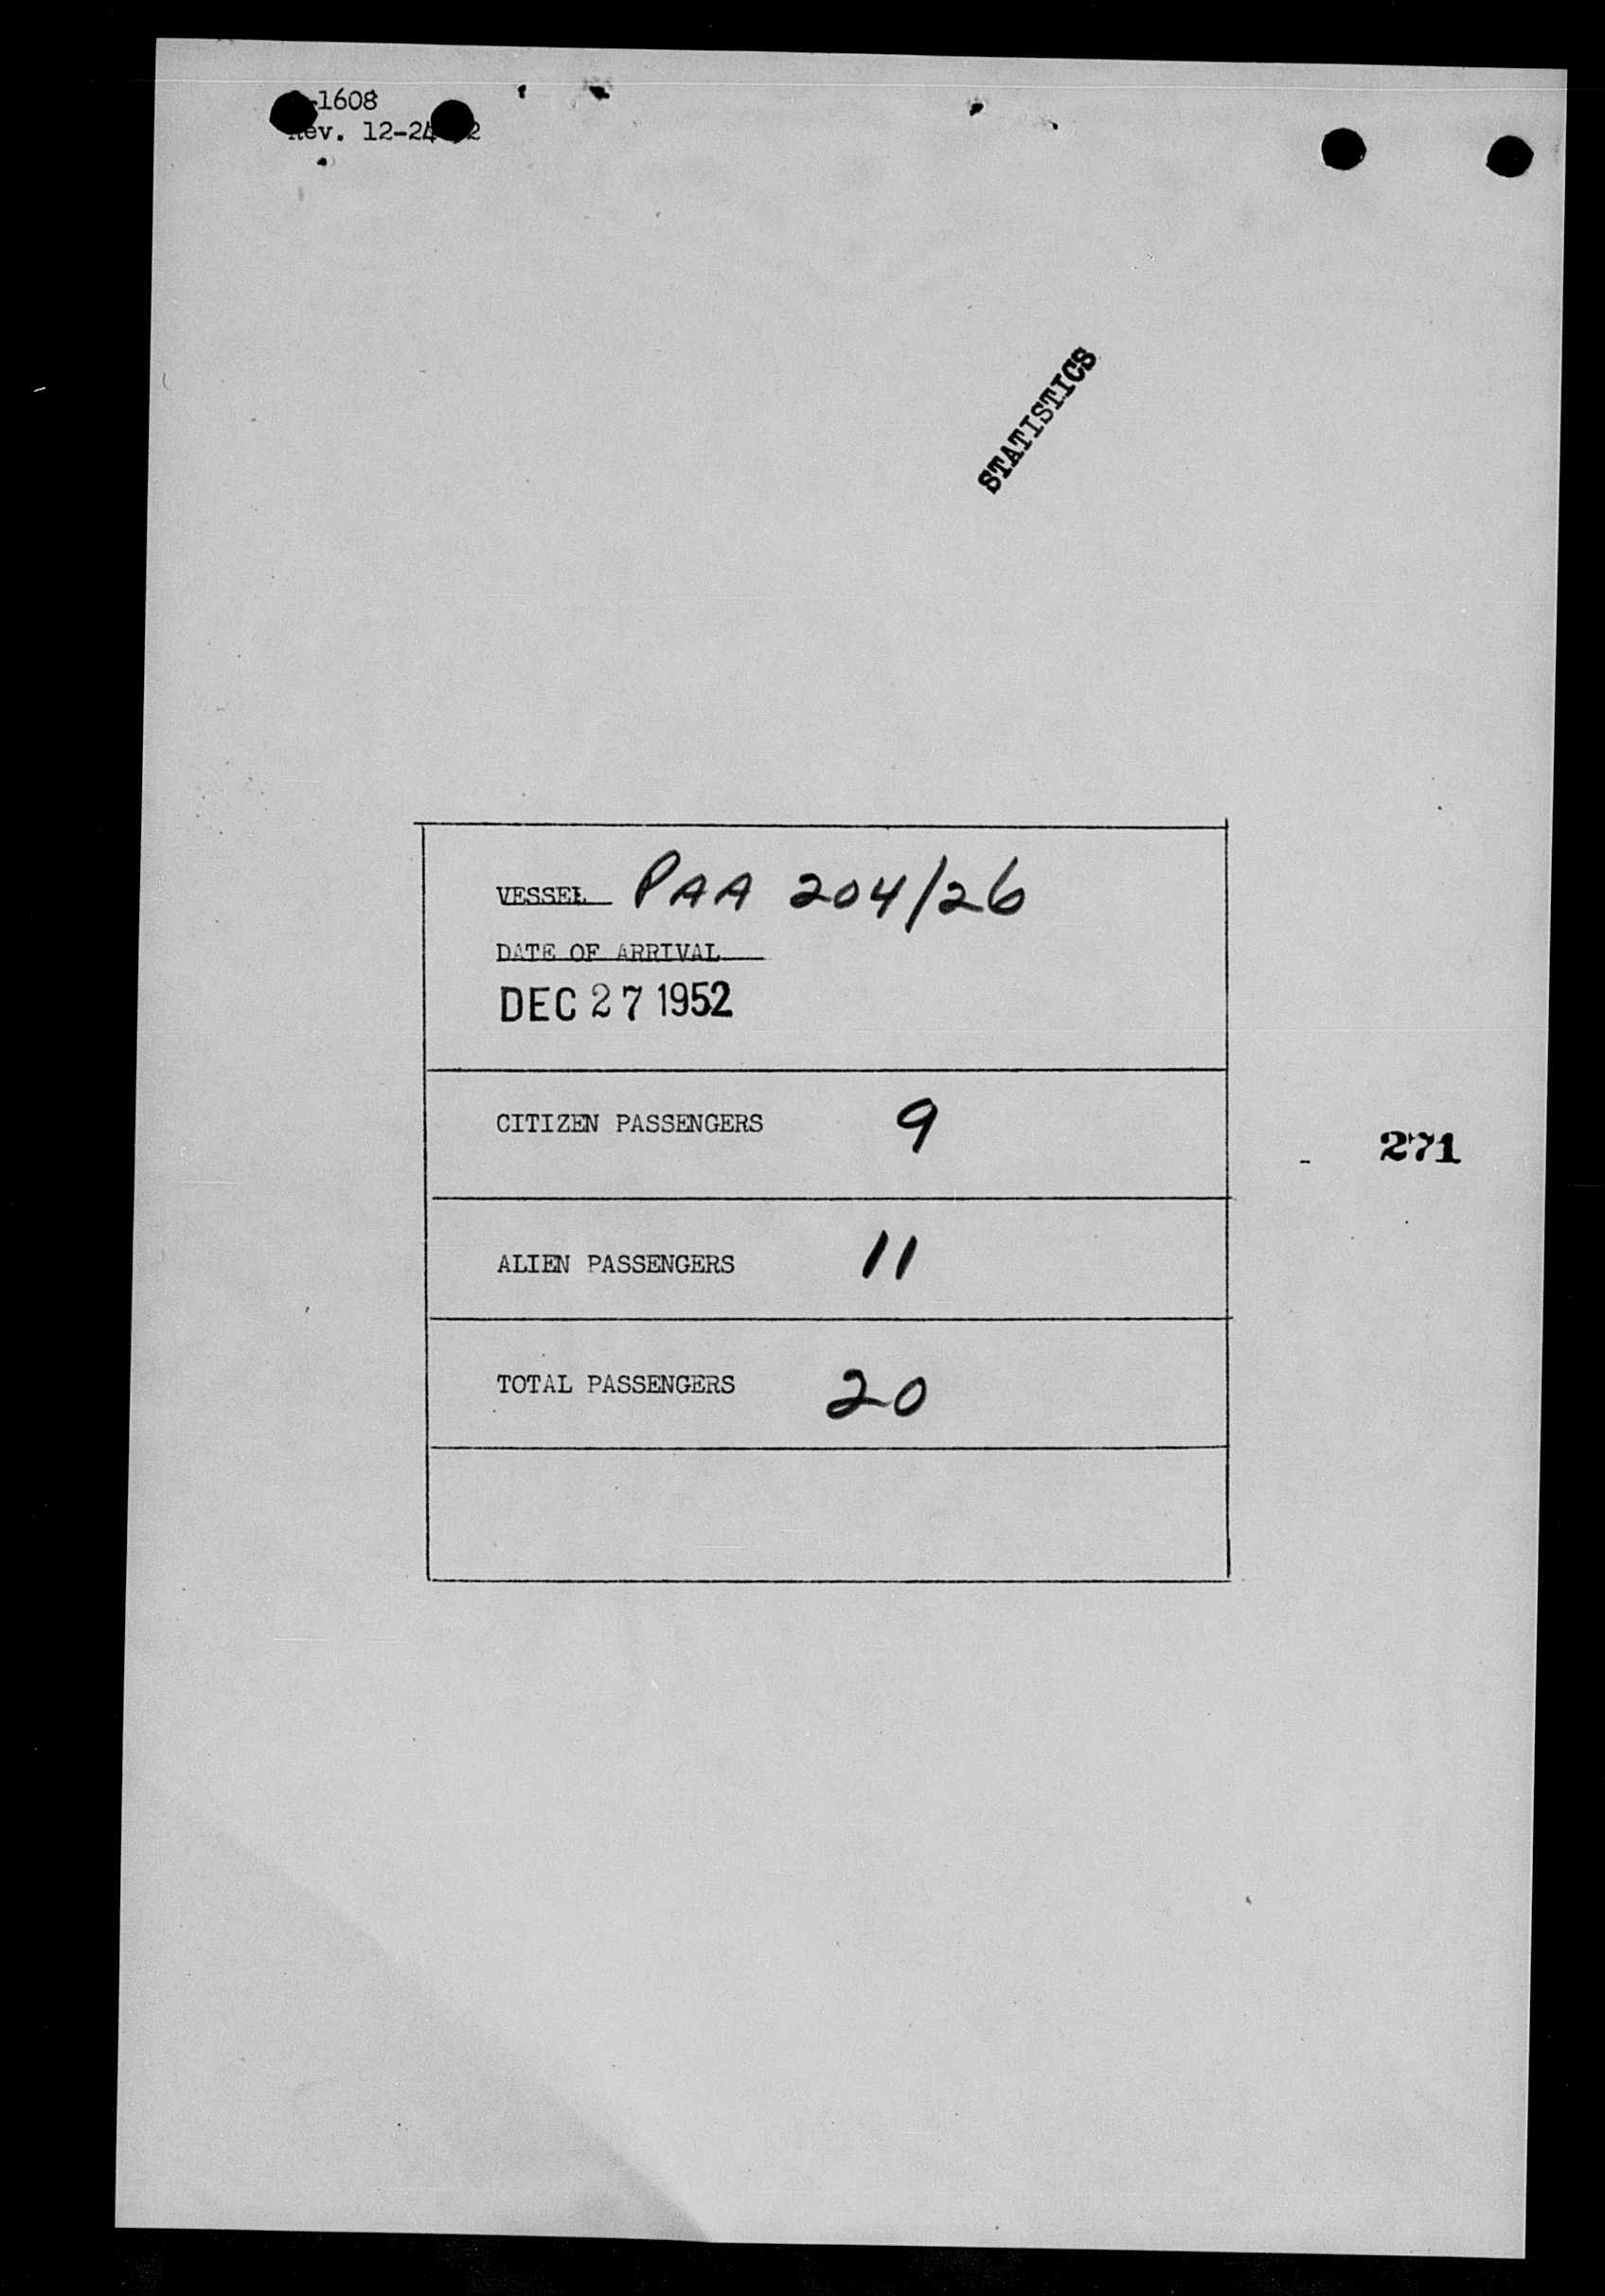 -1608
Rev. 12-24
STATISTICS
VESSEL PAA 204/26
DATE OF ARRIVAL
DEC 27 1952
CITIZEN PASSENGERS 9
271
ALIEN PASSENGERS 11
TOTAL PASSENGERS 20